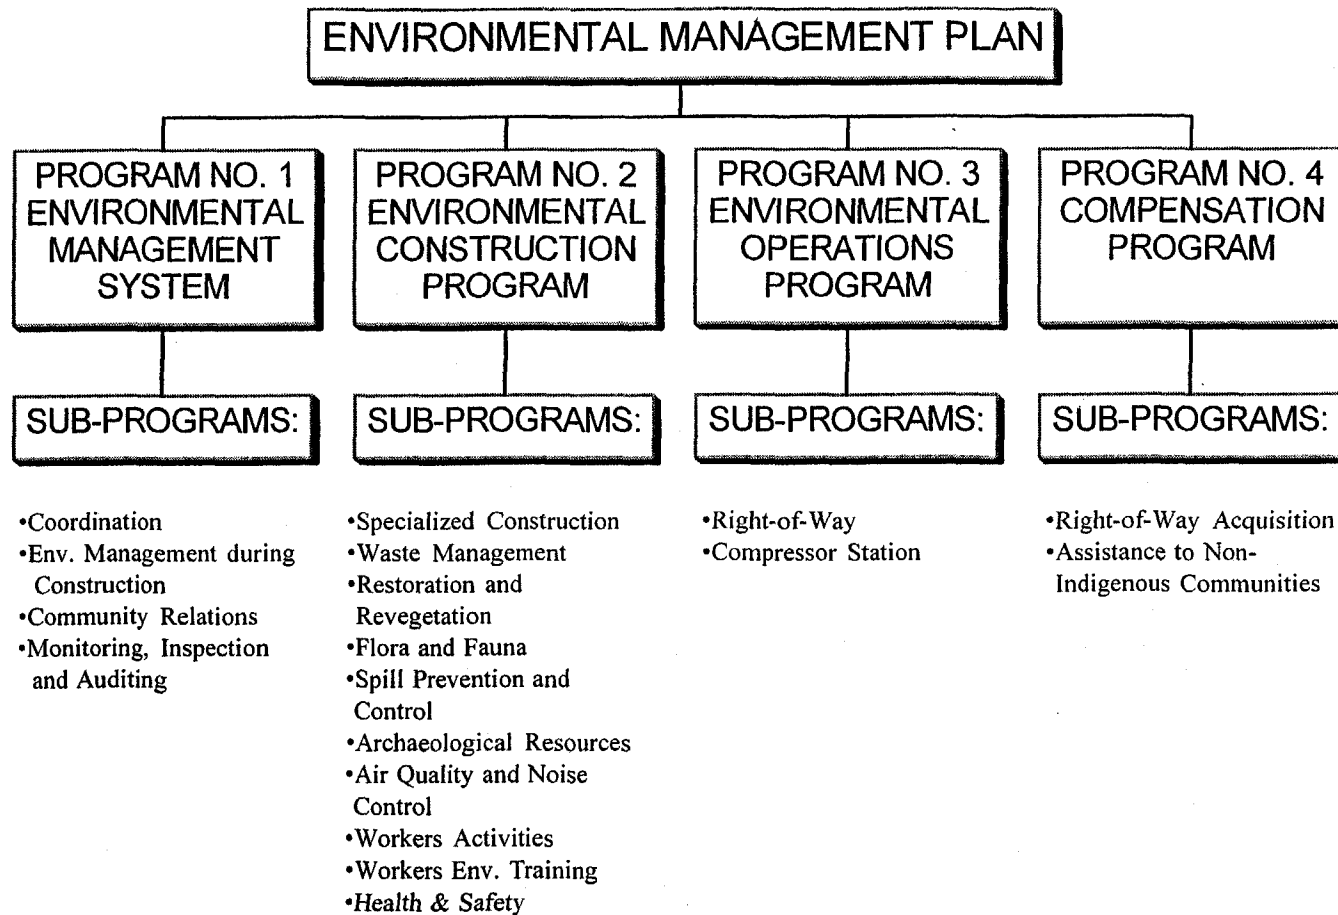 ENVIRONMENTAL MANAGEMENT PLAN
PROGRAM NO. 1
ENVIRONMENTAL
MANAGEMENT
SYSTEM
SUB-PROGRAMS:
•Coordination
•Env. Management during
Construction
•Community Relations
•Monitoring, Inspection
and Auditing
PROGRAM NO. 2
ENVIRONMENTAL
CONSTRUCTION
PROGRAM
SUB-PROGRAMS:
•Specialized Construction
•Waste Management
•Restoration and
Revegetation
•Flora and Fauna
•Spill Prevention and
Control
•Archaeological Resources
•Air Quality and Noise
Control
•Workers Activities
•Workers Env. Training
•Health & Safety
PROGRAM NO. 3
ENVIRONMENTAL
OPERATIONS
PROGRAM
SUB-PROGRAMS:
•Right-of-Way
•Compressor Station
PROGRAM NO. 4
COMPENSATION
PROGRAM
SUB-PROGRAMS:
•Right-of-Way Acquisition
•Assistance to Non-
Indigenous Communities